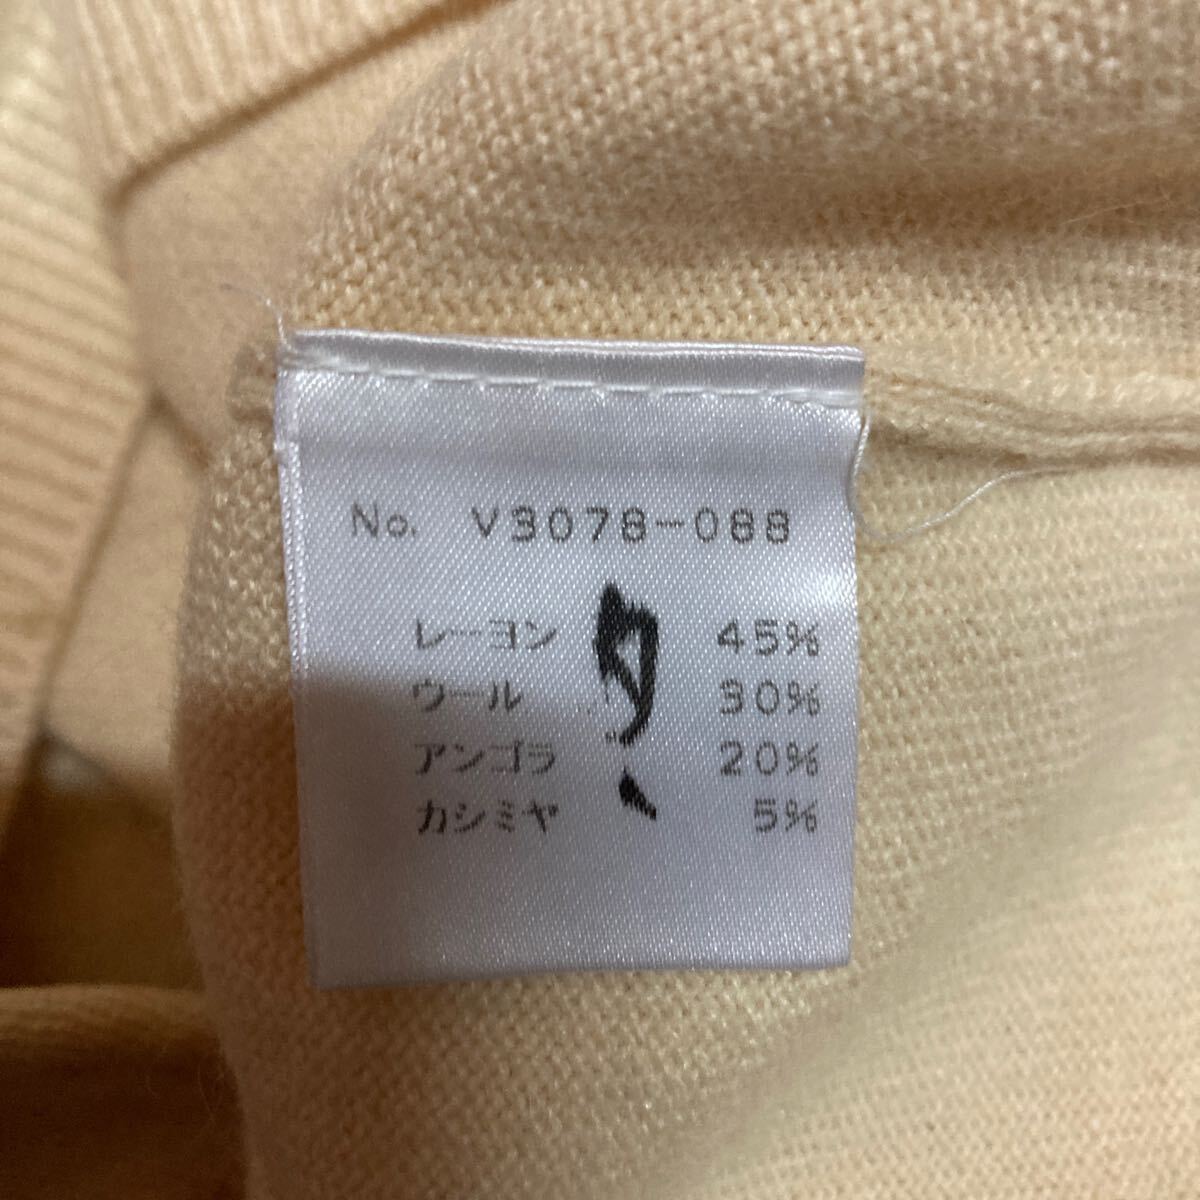 No. V3078-088
レーヨン 45%
ウール 30%
アンゴラ 20%
カシミヤ 5%